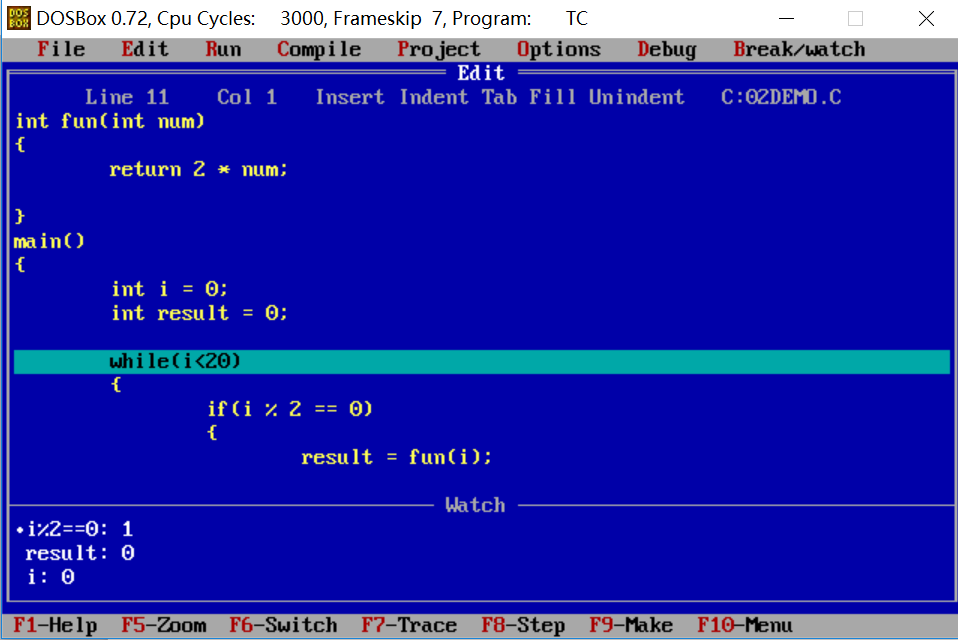 DOS BOX DOSBox 0.72, Cpu Cycles: 3000, Frameskip 7, Program: TC
File Edit Run Compile Project Options Debug Break/watch
Edit
Line 11 Col 1 Insert Indent Tab Fill Unindent C:02DEMO.C
int fun(int num)
{
return 2 * num;
}
main()
{
int i = 0;
int result = 0;
while(i<20)
{
if(i % 2 == 0)
{
result = fun(i);
Watch
•i%2==0: 1
result: 0
i: 0
F1-Help F5-Zoom F6-Switch F7-Trace F8-Step F9-Make F10-Menu